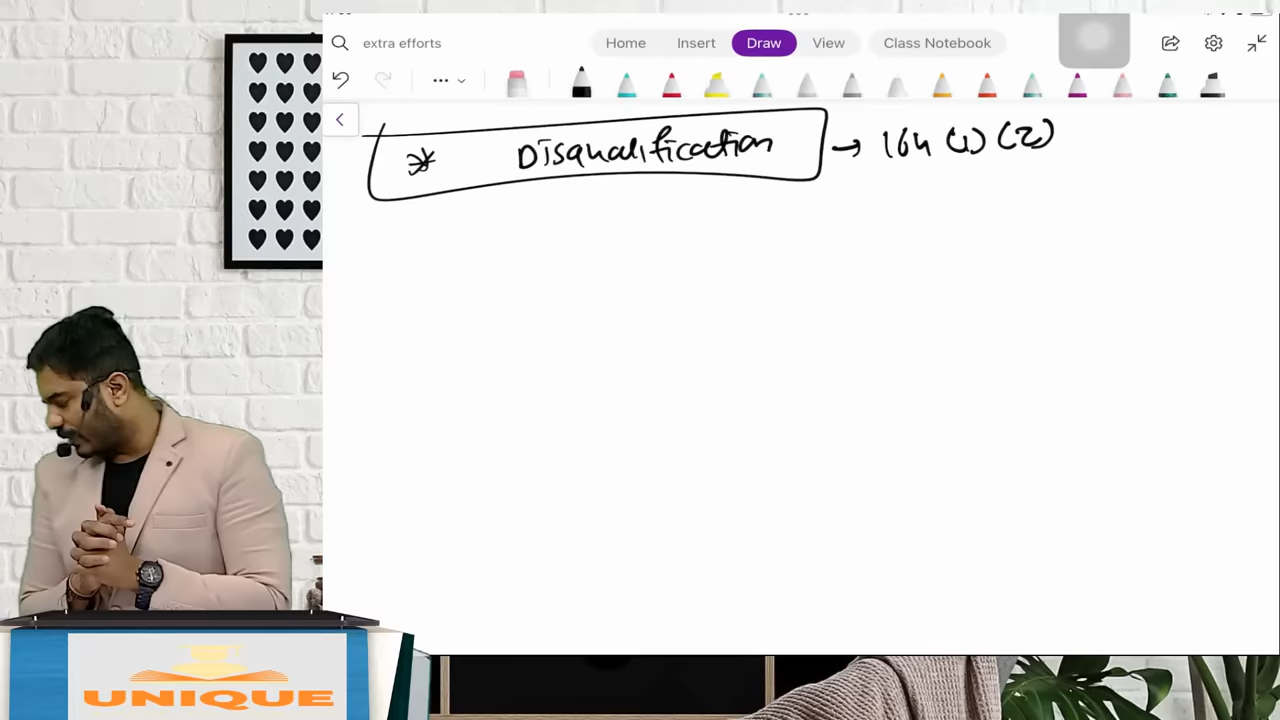 extra efforts
Home Insert Draw View Class Notebook
* Disqualification → 164 (1) (2)
UNIQUE